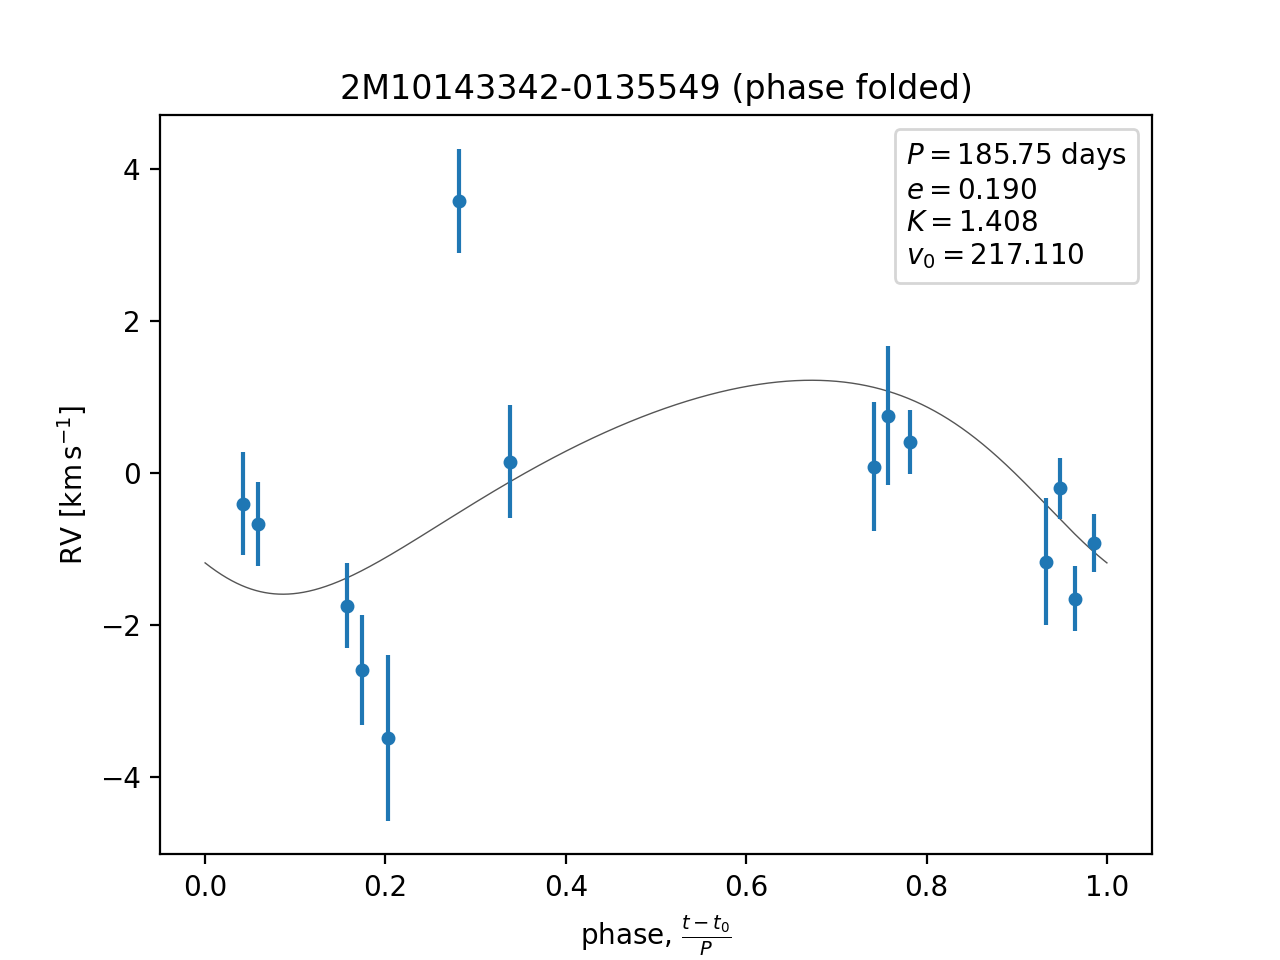 2M10143342-0135549 (phase folded)
P = 185.75 days
e = 0.190
K = 1.408
v₀ = 217.110
RV [km s⁻¹]
4
2
0
−2
−4
0.0 0.2 0.4 0.6 0.8 1.0
phase, (t − t₀)/P